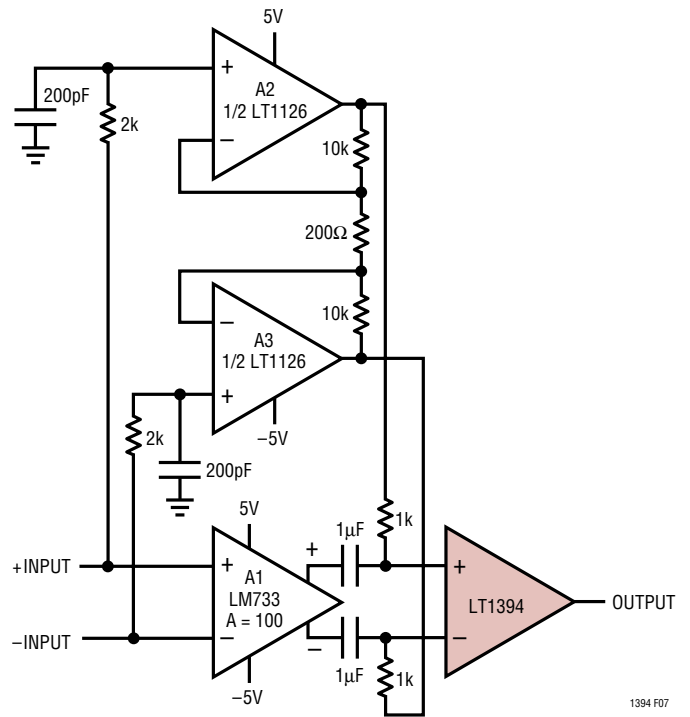 5V
+
A2
1/2 LT1126
−
200pF
2k
10k
200Ω
10k
−
A3
1/2 LT1126
+
−5V
2k
200pF
5V
1µF
1k
+INPUT
+
A1
LM733
A = 100
−
+
−
−INPUT
−5V
1µF
1k
+
LT1394
−
OUTPUT
1394 F07